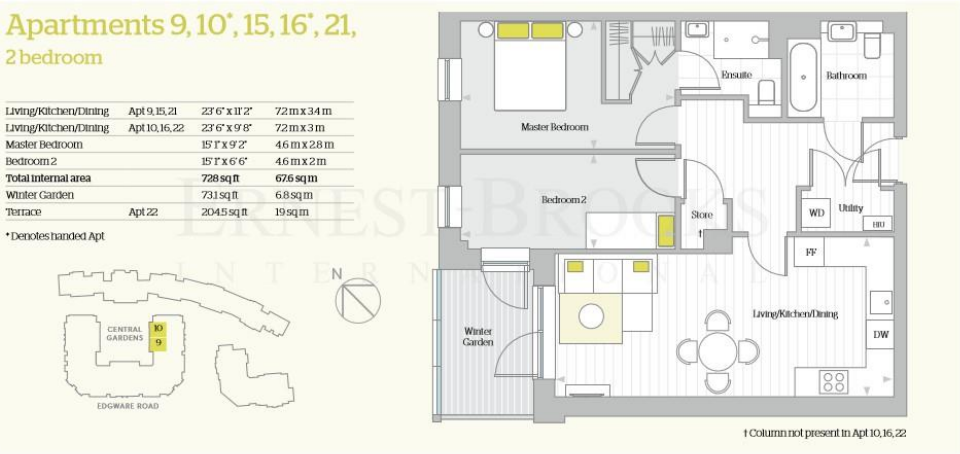 Apartments 9, 10*, 15, 16*, 21,
2 bedroom
Living/Kitchen/Dining Apt 9, 15, 21 23' 6" x 11' 2" 7.2 m x 3.4 m
Living/Kitchen/Dining Apt 10, 16, 22 23' 6" x 9' 8" 7.2 m x 3 m
Master Bedroom 15' 1" x 9' 2" 4.6 m x 2.8 m
Bedroom 2 15' 1" x 6' 6" 4.6 m x 2 m
Total internal area 728 sq ft 67.6 sq m
Winter Garden 73.1 sq ft 6.8 sq m
Terrace Apt 22 204.5 sq ft 19 sq m
* Denotes handed Apt
N
CENTRAL
GARDENS
10
9
EDGWARE ROAD
Master Bedroom
Ensuite
Bathroom
Bedroom 2
Store
†
WD
Utility
HIU
FF
Living/Kitchen/Dining
DW
Winter
Garden
† Column not present in Apt 10, 16, 22
ERNEST-BROOKS
INTERNATIONAL